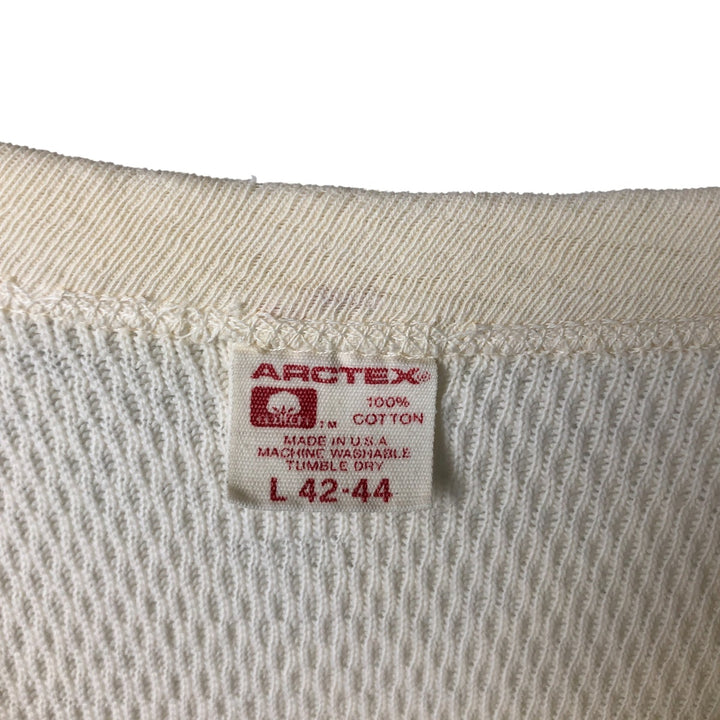 ARCTEX®
100%
COTTON
TM
MADE IN U.S.A
MACHINE WASHABLE
TUMBLE DRY
L 42-44